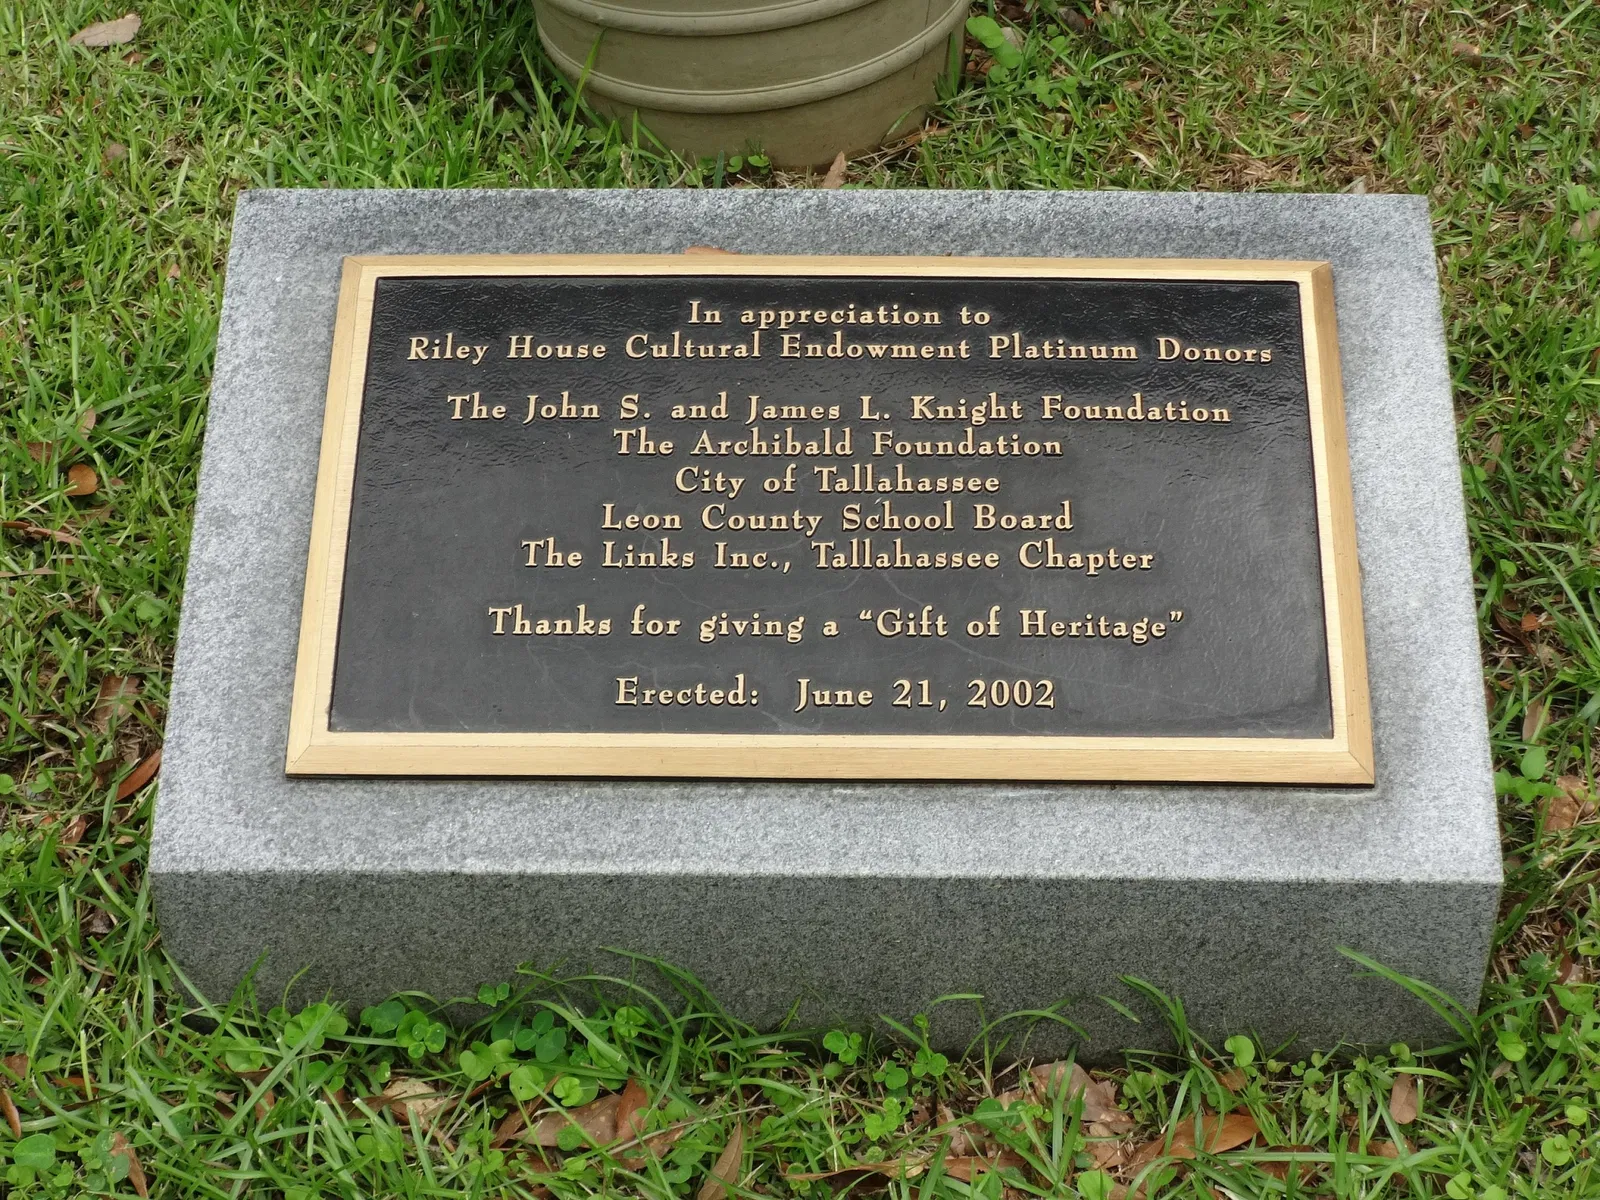 In appreciation to
Riley House Cultural Endowment Platinum Donors
The John S. and James L. Knight Foundation
The Archibald Foundation
City of Tallahassee
Leon County School Board
The Links Inc., Tallahassee Chapter
Thanks for giving a “Gift of Heritage”
Erected: June 21, 2002